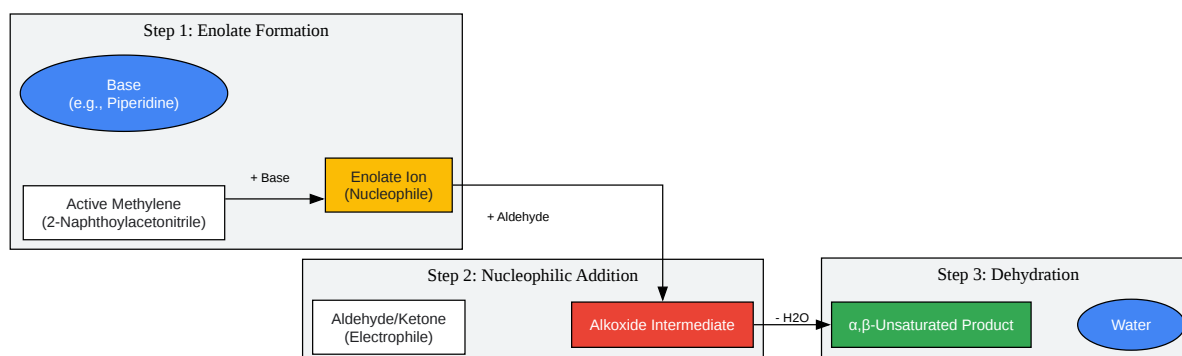 Step 1: Enolate Formation
Base
(e.g., Piperidine)
+ Base
Enolate Ion
(Nucleophile)
Active Methylene
(2-Naphthoylacetonitrile)
+ Aldehyde
Step 2: Nucleophilic Addition
Aldehyde/Ketone
(Electrophile)
Alkoxide Intermediate
- H2O
Step 3: Dehydration
α,β-Unsaturated Product
Water